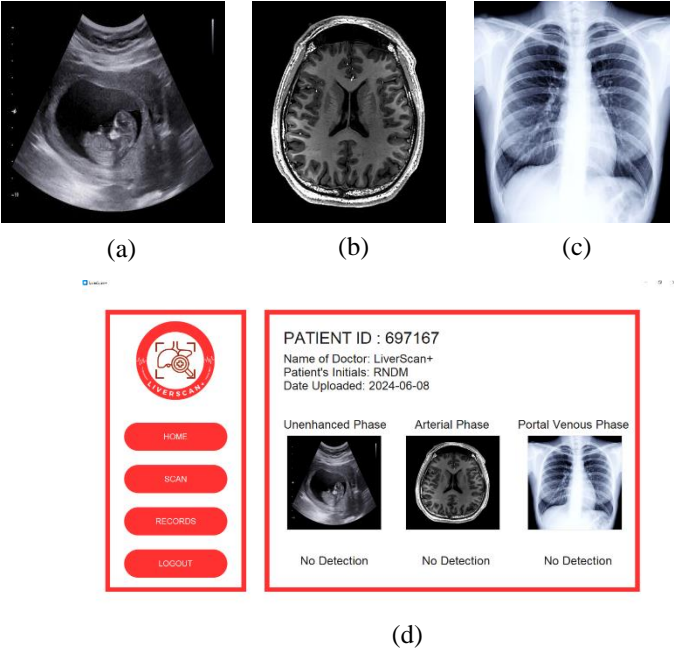 (a)
(b)
(c)
PATIENT ID : 697167
Name of Doctor: LiverScan+
Patient's Initials: RNDM
Date Uploaded: 2024-06-08
LIVERSCAN+
HOME
SCAN
RECORDS
LOGOUT
Unenhanced Phase
Arterial Phase
Portal Venous Phase
No Detection
No Detection
No Detection
(d)